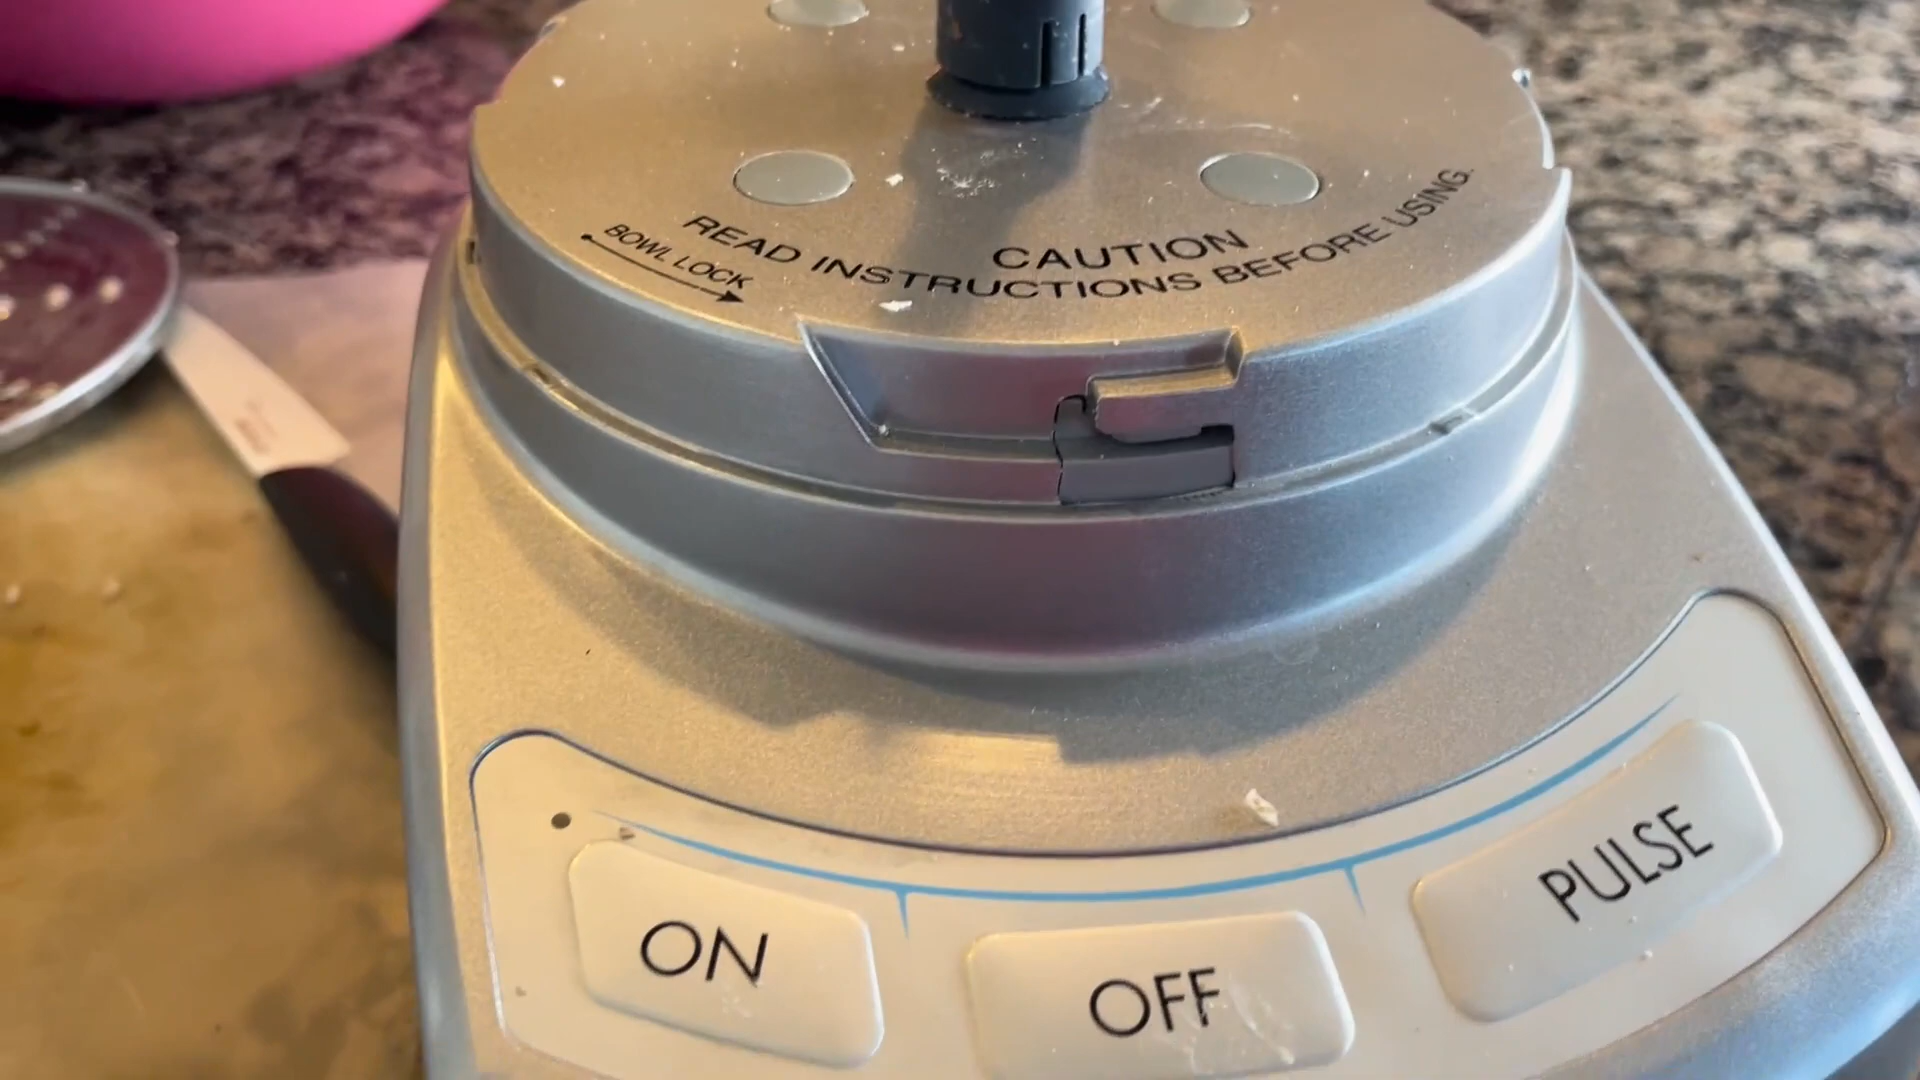 BOWL LOCK
CAUTION
READ INSTRUCTIONS BEFORE USING.
ON
OFF
PULSE